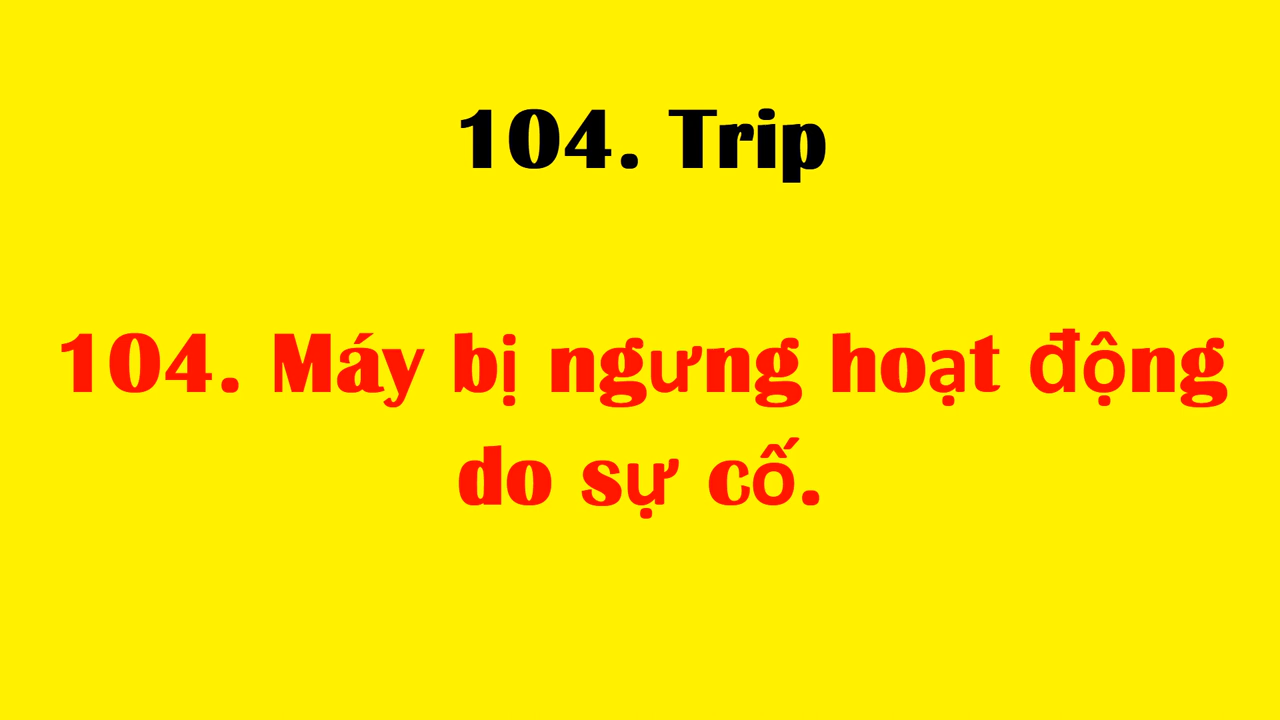 104. Trip
104. Máy bị ngưng hoạt động
do sự cố.